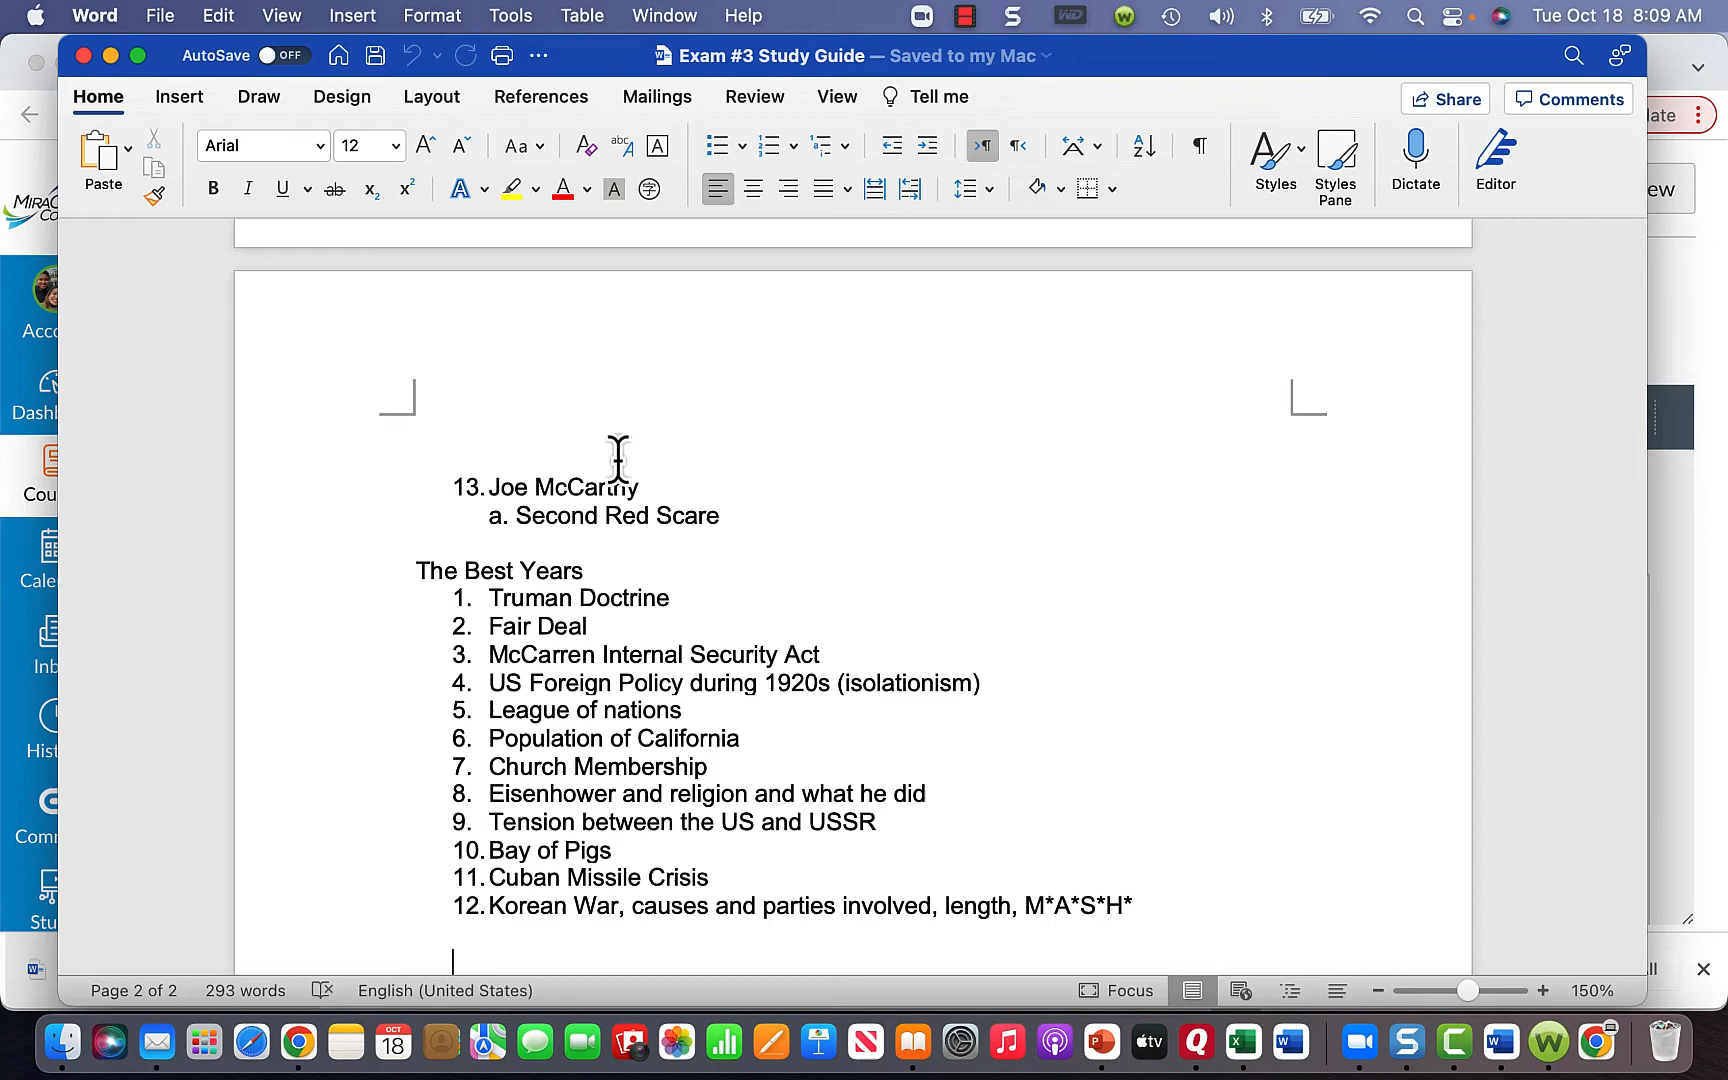 Word File Edit View Insert Format Tools Table Window Help Tue Oct 18 8:09 AM
AutoSave OFF Exam #3 Study Guide — Saved to my Mac
Home Insert Draw Design Layout References Mailings Review View Tell me Share Comments
Paste Arial 12 Styles Styles Pane Dictate Editor
13. Joe McCarthy
a. Second Red Scare
The Best Years
1. Truman Doctrine
2. Fair Deal
3. McCarren Internal Security Act
4. US Foreign Policy during 1920s (isolationism)
5. League of nations
6. Population of California
7. Church Membership
8. Eisenhower and religion and what he did
9. Tension between the US and USSR
10. Bay of Pigs
11. Cuban Missile Crisis
12. Korean War, causes and parties involved, length, M*A*S*H*
Page 2 of 2 293 words English (United States) Focus 150%
OCT
18
tv